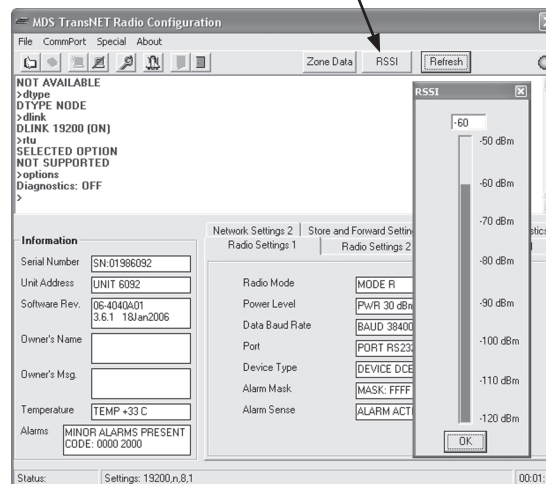 MDS TransNET Radio Configuration
File CommPort Special About
Zone Data RSSI Refresh
NOT AVAILABLE
>dtype
DTYPE NODE
>dlink
DLINK 19200 (ON)
>rtu
SELECTED OPTION
NOT SUPPORTED
>options
Diagnostics: OFF
>
RSSI
-60
-50 dBm
-60 dBm
-70 dBm
-80 dBm
-90 dBm
-100 dBm
-110 dBm
-120 dBm
OK
Information
Serial Number SN:01986092
Unit Address UNIT 6092
Software Rev. 06-4040A01
3.6.1 18Jan2006
Owner's Name
Owner's Msg.
Temperature TEMP +33 C
Alarms MINOR ALARMS PRESENT
CODE: 0000 2000
Network Settings 2 Store and Forward Settin
Radio Settings 1 Radio Settings 2
Radio Mode MODE R
Power Level PWR 30 dBm
Data Baud Rate BAUD 38400
Port PORT RS232
Device Type DEVICE DCE
Alarm Mask MASK: FFFF
Alarm Sense ALARM ACTI
Status: Settings: 19200,n,8,1 00:01: